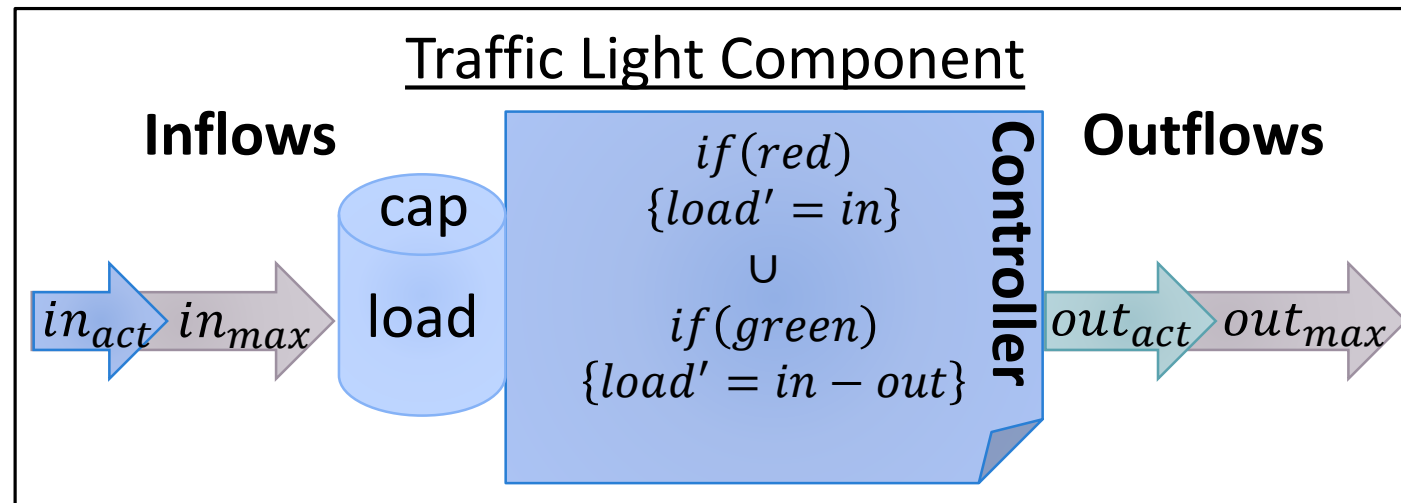 Traffic Light Component
Inflows
Outflows
in_act
in_max
cap
load
if(red)
{load′ = in}
∪
if(green)
{load′ = in − out}
Controller
out_act
out_max